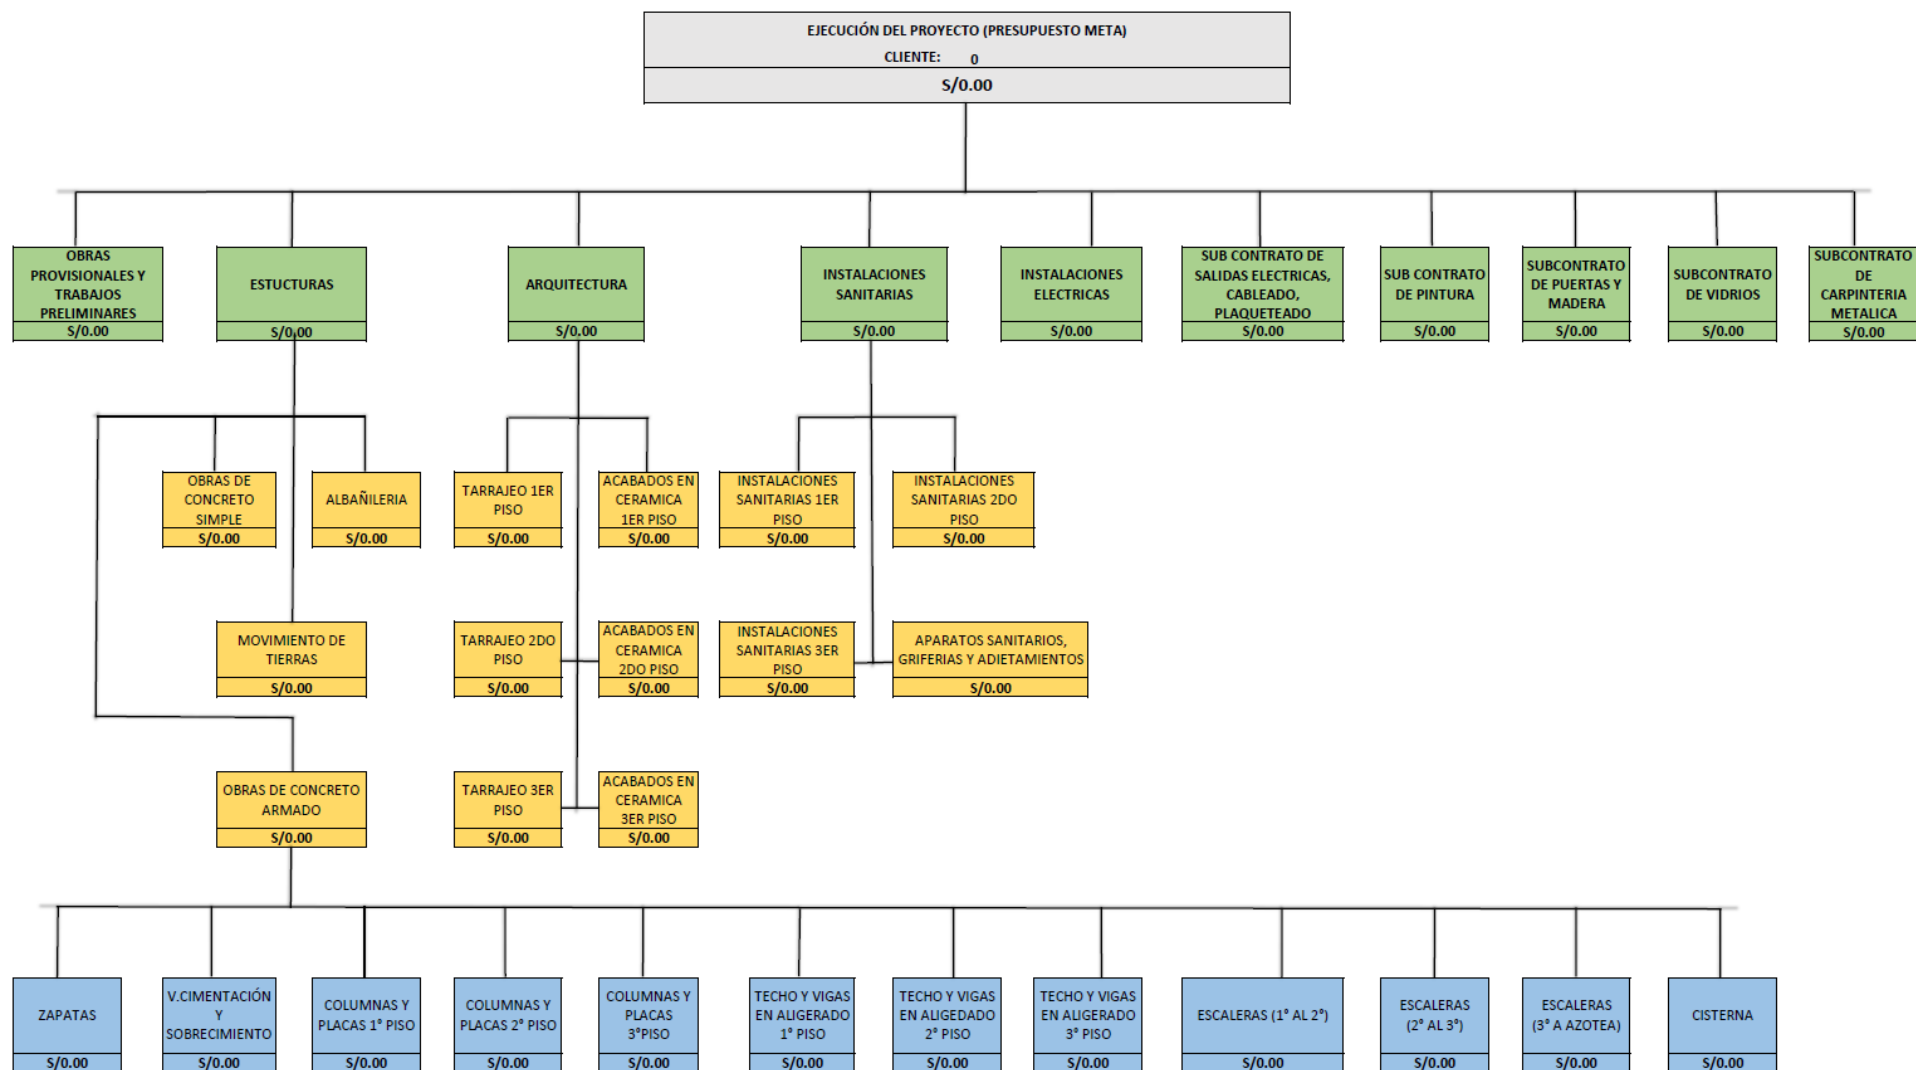 EJECUCIÓN DEL PROYECTO (PRESUPUESTO META)
CLIENTE: 0
S/0.00
OBRAS
PROVISIONALES Y
TRABAJOS
PRELIMINARES
S/0.00
ESTUCTURAS
S/0.00
ARQUITECTURA
S/0.00
INSTALACIONES
SANITARIAS
S/0.00
INSTALACIONES
ELECTRICAS
S/0.00
SUB CONTRATO DE
SALIDAS ELECTRICAS,
CABLEADO,
PLAQUETEADO
S/0.00
SUB CONTRATO
DE PINTURA
S/0.00
SUBCONTRATO
DE PUERTAS Y
MADERA
S/0.00
SUBCONTRATO
DE VIDRIOS
S/0.00
SUBCONTRATO
DE
CARPINTERIA
METALICA
S/0.00
OBRAS DE
CONCRETO
SIMPLE
S/0.00
ALBAÑILERIA
S/0.00
TARRAJEO 1ER
PISO
S/0.00
ACABADOS EN
CERAMICA
1ER PISO
S/0.00
INSTALACIONES
SANITARIAS 1ER
PISO
S/0.00
INSTALACIONES
SANITARIAS 2DO
PISO
S/0.00
MOVIMIENTO DE
TIERRAS
S/0.00
TARRAJEO 2DO
PISO
S/0.00
ACABADOS EN
CERAMICA
2DO PISO
S/0.00
INSTALACIONES
SANITARIAS 3ER
PISO
S/0.00
APARATOS SANITARIOS,
GRIFERIAS Y ADIETAMIENTOS
S/0.00
OBRAS DE CONCRETO
ARMADO
S/0.00
TARRAJEO 3ER
PISO
S/0.00
ACABADOS EN
CERAMICA
3ER PISO
S/0.00
ZAPATAS
S/0.00
V.CIMENTACIÓN
Y
SOBRECIMIENTO
S/0.00
COLUMNAS Y
PLACAS 1° PISO
S/0.00
COLUMNAS Y
PLACAS 2° PISO
S/0.00
COLUMNAS Y
PLACAS
3°PISO
S/0.00
TECHO Y VIGAS
EN ALIGERADO
1° PISO
S/0.00
TECHO Y VIGAS
EN ALIGEDADO
2° PISO
S/0.00
TECHO Y VIGAS
EN ALIGERADO
3° PISO
S/0.00
ESCALERAS (1° AL 2°)
S/0.00
ESCALERAS
(2° AL 3°)
S/0.00
ESCALERAS
(3° A AZOTEA)
S/0.00
CISTERNA
S/0.00